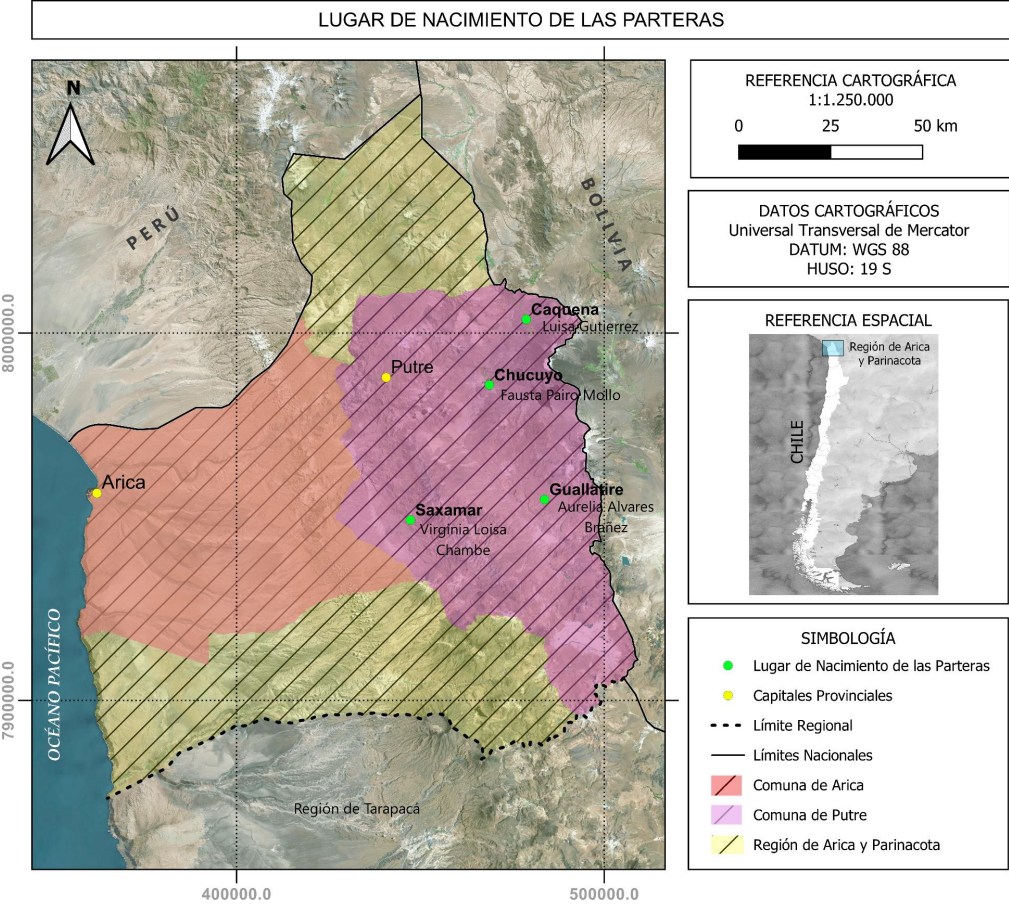 LUGAR DE NACIMIENTO DE LAS PARTERAS
N
PERÚ
BOLIVIA
Caquena
Luisa Gutierrez
Putre
Chucuyo
Fausta Pairo Mollo
Arica
Guallatire
Aurelia Alvares
Brañez
Saxamar
Virginia Loisa
Chambe
OCÉANO PACÍFICO
Región de Tarapacá
8000000.0
7900000.0
400000.0
500000.0
REFERENCIA CARTOGRÁFICA
1:1.250.000
0 25 50 km
DATOS CARTOGRÁFICOS
Universal Transversal de Mercator
DATUM: WGS 88
HUSO: 19 S
REFERENCIA ESPACIAL
Región de Arica
y Parinacota
CHILE
SIMBOLOGÍA
Lugar de Nacimiento de las Parteras
Capitales Provinciales
Límite Regional
Límites Nacionales
Comuna de Arica
Comuna de Putre
Región de Arica y Parinacota